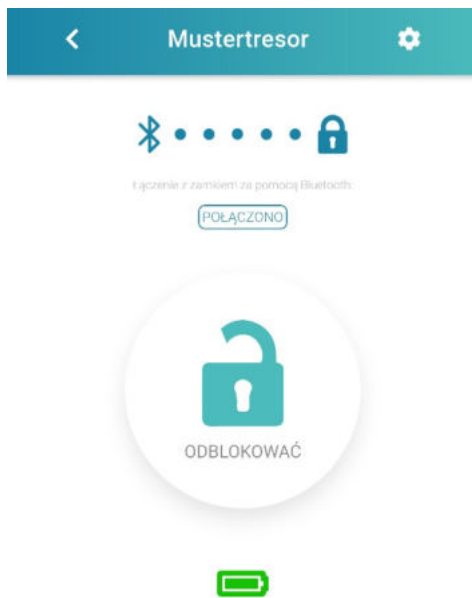 Mustertresor
Łączenie z zamkiem za pomocą Bluetooth:
POŁĄCZONO
ODBLOKOWAĆ